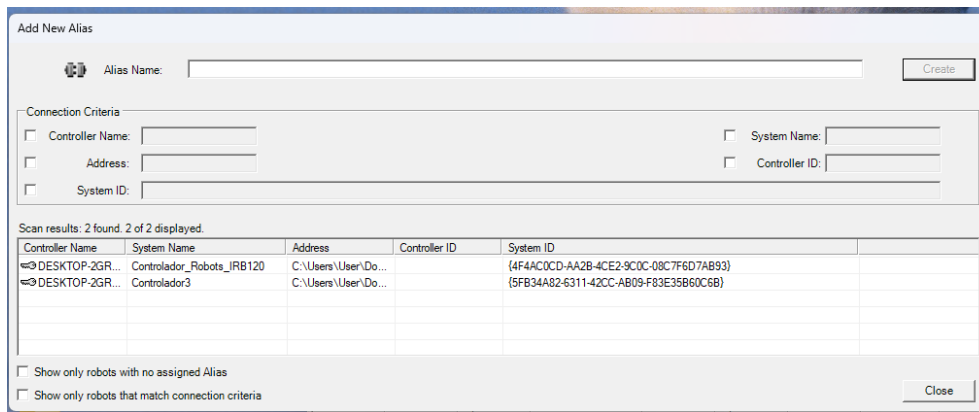 Add New Alias
Alias Name: Create
Connection Criteria
Controller Name: System Name:
Address: Controller ID:
System ID:
Scan results: 2 found. 2 of 2 displayed.
Controller Name System Name Address Controller ID System ID
DESKTOP-2GR... Controlador_Robots_IRB120 C:\Users\User\Do... {4F4AC0CD-AA2B-4CE2-9C0C-08C7F6D7AB93}
DESKTOP-2GR... Controlador3 C:\Users\User\Do... {5FB34A82-6311-42CC-AB09-F83E35B60C6B}
Show only robots with no assigned Alias
Show only robots that match connection criteria
Close